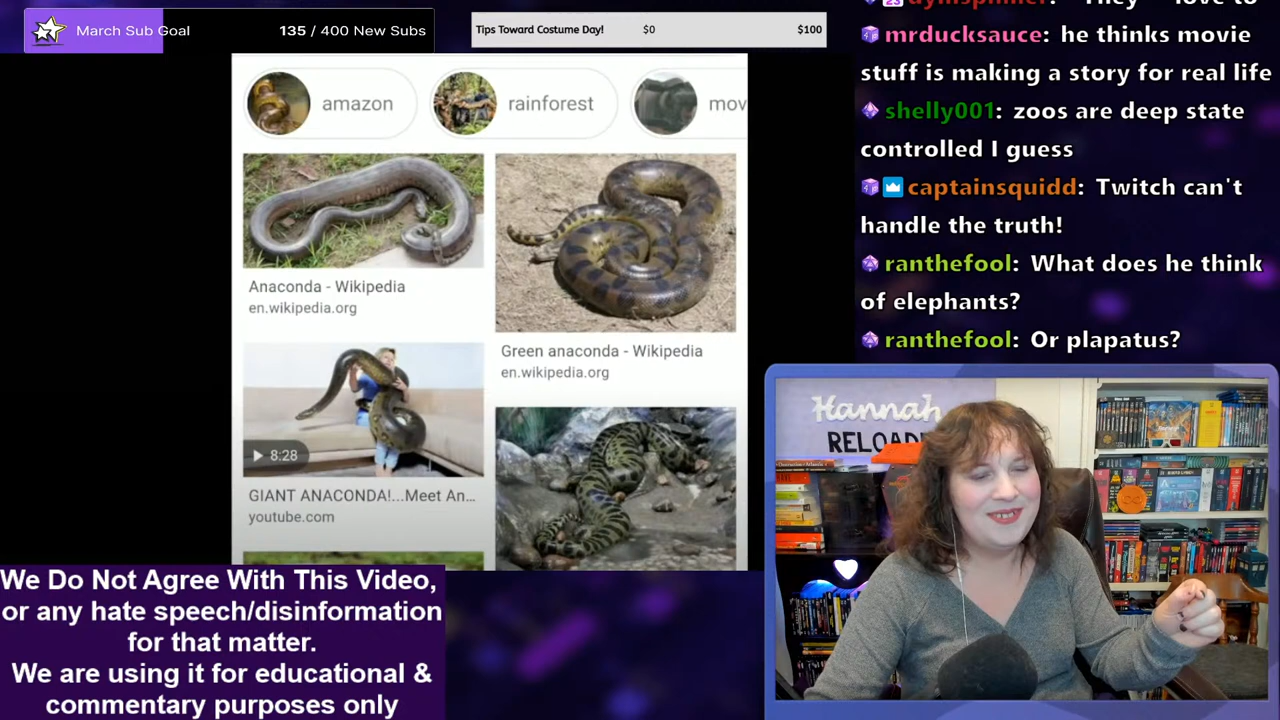 March Sub Goal 135 / 400 New Subs
Tips Toward Costume Day! $0 $100
amazon
rainforest
mov
Anaconda - Wikipedia
en.wikipedia.org
Green anaconda - Wikipedia
en.wikipedia.org
8:28
GIANT ANACONDA!...Meet An...
youtube.com
We Do Not Agree With This Video,
or any hate speech/disinformation
for that matter.
We are using it for educational &
commentary purposes only
mrducksauce: he thinks movie
stuff is making a story for real life
shelly001: zoos are deep state
controlled I guess
captainsquidd: Twitch can't
handle the truth!
ranthefool: What does he think
of elephants?
ranthefool: Or plapatus?
Hannah